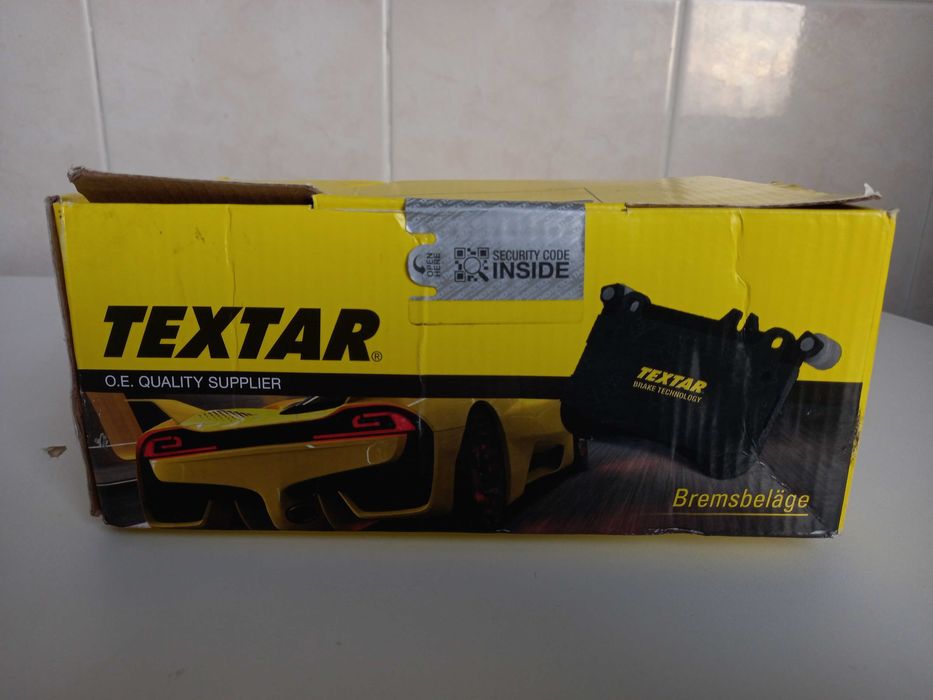 OPEN
HERE
SECURITY CODE
INSIDE
TEXTAR®
O.E. QUALITY SUPPLIER
TEXTAR
BRAKE TECHNOLOGY
Bremsbeläge